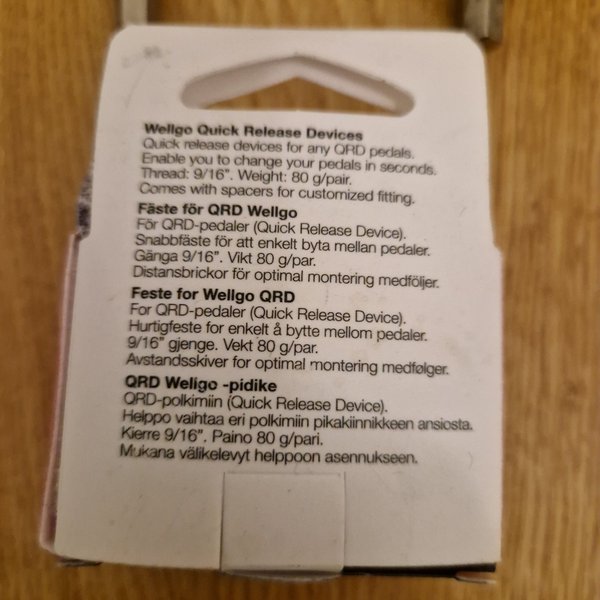 Wellgo Quick Release Devices
Quick release devices for any QRD pedals.
Enable you to change your pedals in seconds.
Thread: 9/16". Weight: 80 g/pair.
Comes with spacers for customized fitting.
Fäste för QRD Wellgo
För QRD-pedaler (Quick Release Device).
Snabbfäste för att enkelt byta mellan pedaler.
Gänga 9/16". Vikt 80 g/par.
Distansbrickor för optimal montering medföljer.
Feste for Wellgo QRD
For QRD-pedaler (Quick Release Device).
Hurtigfeste for enkelt å bytte mellom pedaler.
9/16" gjenge. Vekt 80 g/par.
Avstandsskiver for optimal montering medfølger.
QRD Wellgo -pidike
QRD-polkimiin (Quick Release Device).
Helppo vaihtaa eri polkimiin pikakiinnikkeen ansiosta.
Kierre 9/16". Paino 80 g/pari.
Mukana välikelevyt helppoon asennukseen.